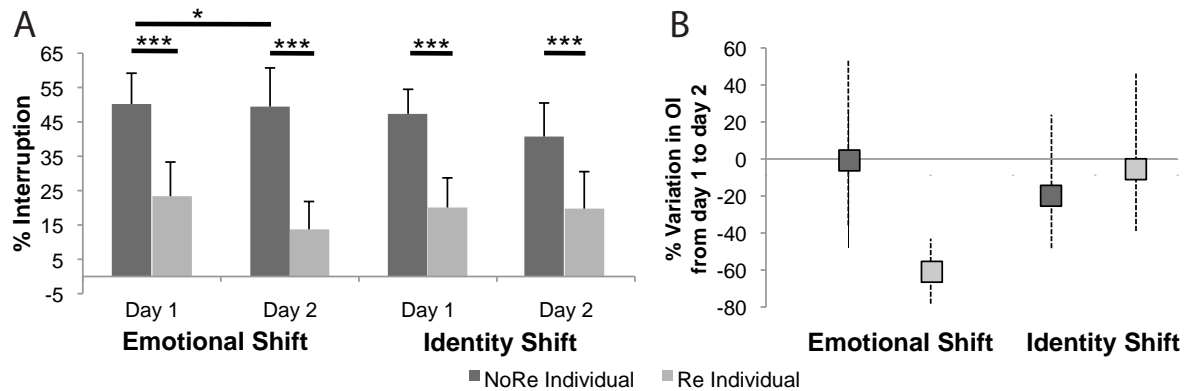 A
% Interruption
65
55
45
35
25
15
5
-5
*
***
***
***
***
Day 1
Day 2
Day 1
Day 2
Emotional Shift
Identity Shift
B
% Variation in OI
from day 1 to day 2
60
40
20
0
-20
-40
-60
-80
Emotional Shift
Identity Shift
NoRe Individual
Re Individual